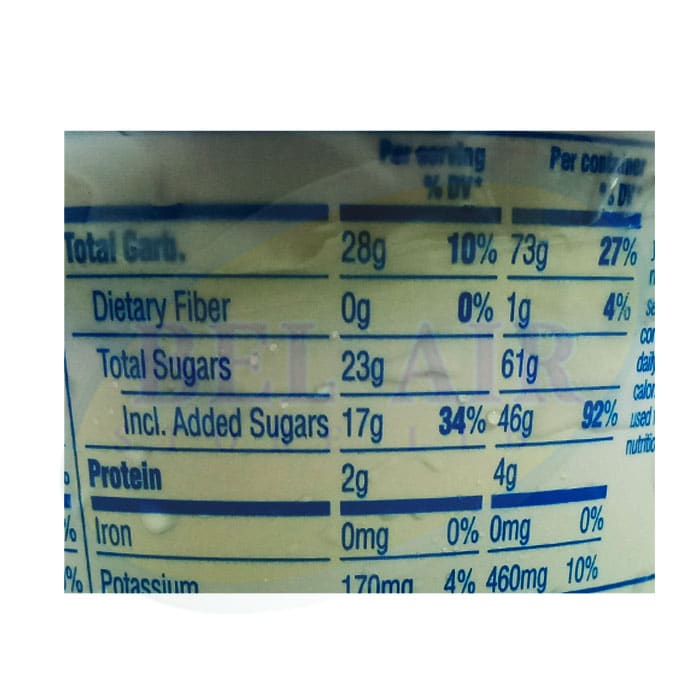 Per serving Per container
% DV* % DV*
Total Carb. 28g 10% 73g 27%
Dietary Fiber 0g 0% 1g 4%
Total Sugars 23g 61g
Incl. Added Sugars 17g 34% 46g 92%
Protein 2g 4g
Iron 0mg 0% 0mg 0%
Potassium 170mg 4% 460mg 10%
BEL AIR